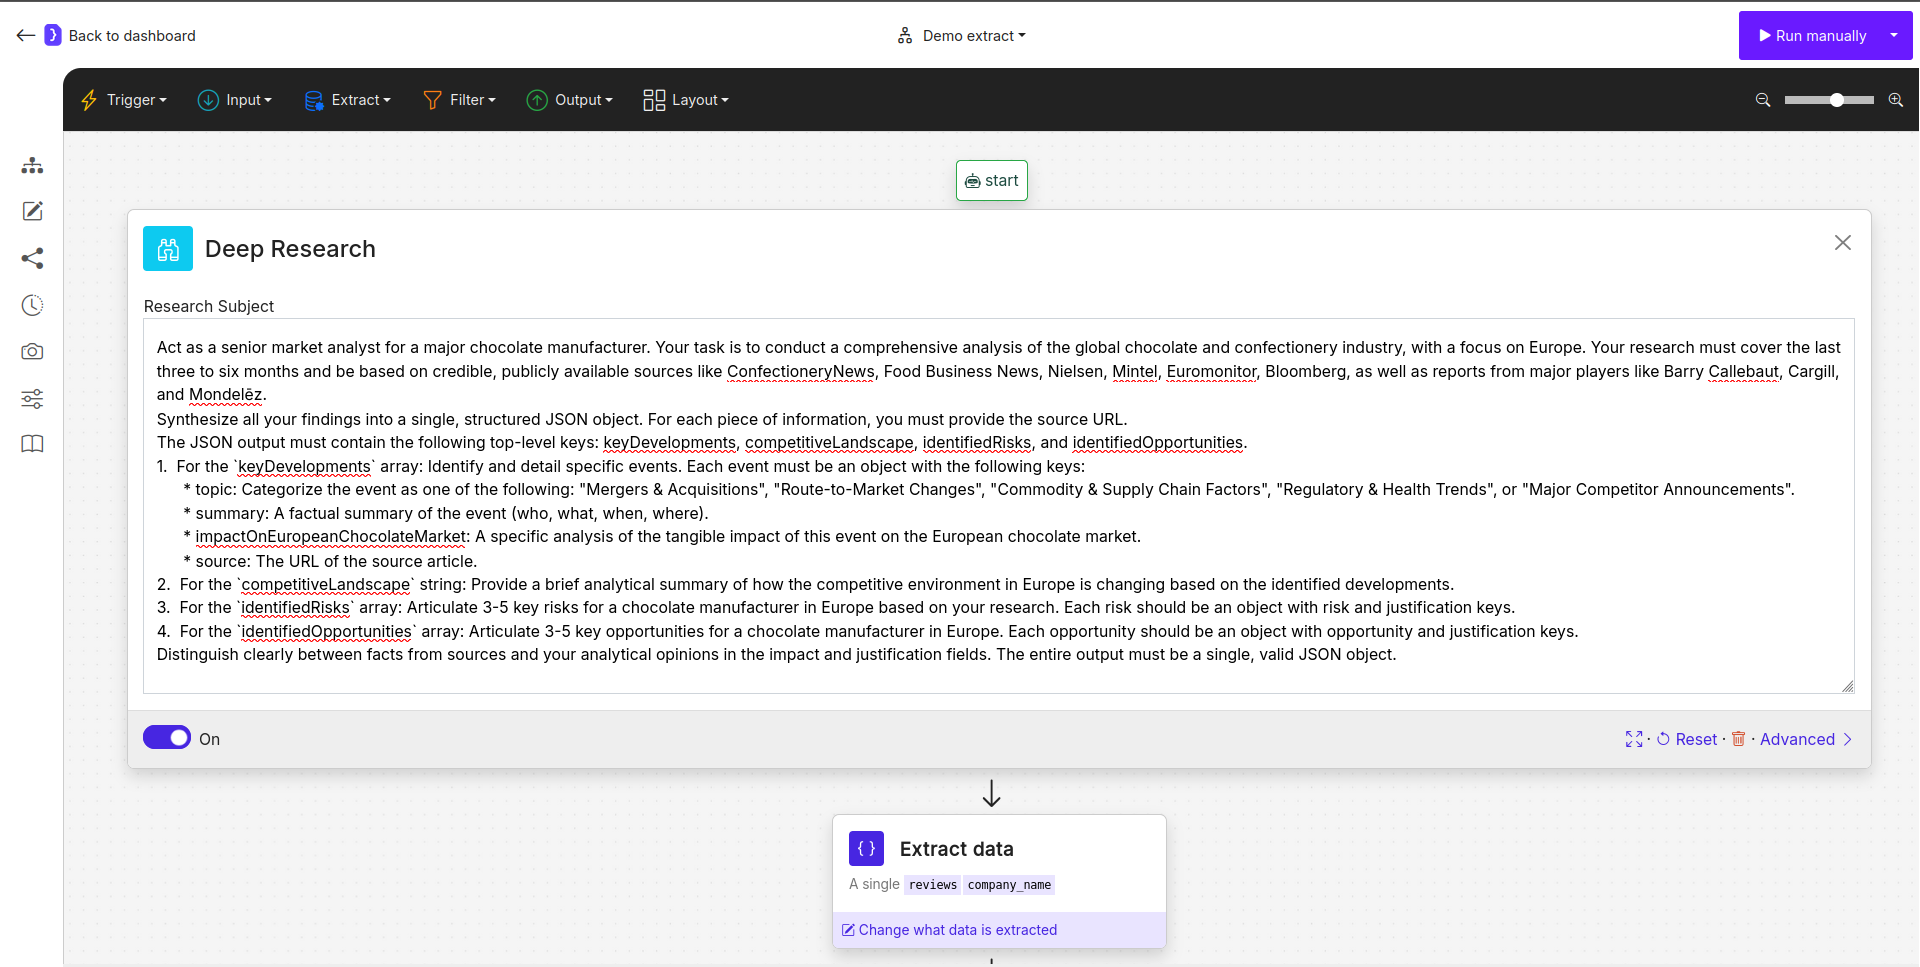 Back to dashboard
Demo extract
Run manually
Trigger
Input
Extract
Filter
Output
Layout
start
Deep Research
Research Subject
Act as a senior market analyst for a major chocolate manufacturer. Your task is to conduct a comprehensive analysis of the global chocolate and confectionery industry, with a focus on Europe. Your research must cover the last
three to six months and be based on credible, publicly available sources like ConfectioneryNews, Food Business News, Nielsen, Mintel, Euromonitor, Bloomberg, as well as reports from major players like Barry Callebaut, Cargill,
and Mondelēz.
Synthesize all your findings into a single, structured JSON object. For each piece of information, you must provide the source URL.
The JSON output must contain the following top-level keys: keyDevelopments, competitiveLandscape, identifiedRisks, and identifiedOpportunities.
1. For the `keyDevelopments` array: Identify and detail specific events. Each event must be an object with the following keys:
* topic: Categorize the event as one of the following: "Mergers & Acquisitions", "Route-to-Market Changes", "Commodity & Supply Chain Factors", "Regulatory & Health Trends", or "Major Competitor Announcements".
* summary: A factual summary of the event (who, what, when, where).
* impactOnEuropeanChocolateMarket: A specific analysis of the tangible impact of this event on the European chocolate market.
* source: The URL of the source article.
2. For the `competitiveLandscape` string: Provide a brief analytical summary of how the competitive environment in Europe is changing based on the identified developments.
3. For the `identifiedRisks` array: Articulate 3-5 key risks for a chocolate manufacturer in Europe based on your research. Each risk should be an object with risk and justification keys.
4. For the `identifiedOpportunities` array: Articulate 3-5 key opportunities for a chocolate manufacturer in Europe. Each opportunity should be an object with opportunity and justification keys.
Distinguish clearly between facts from sources and your analytical opinions in the impact and justification fields. The entire output must be a single, valid JSON object.
On
· Reset · · Advanced
{ } Extract data
A single reviews company_name
Change what data is extracted